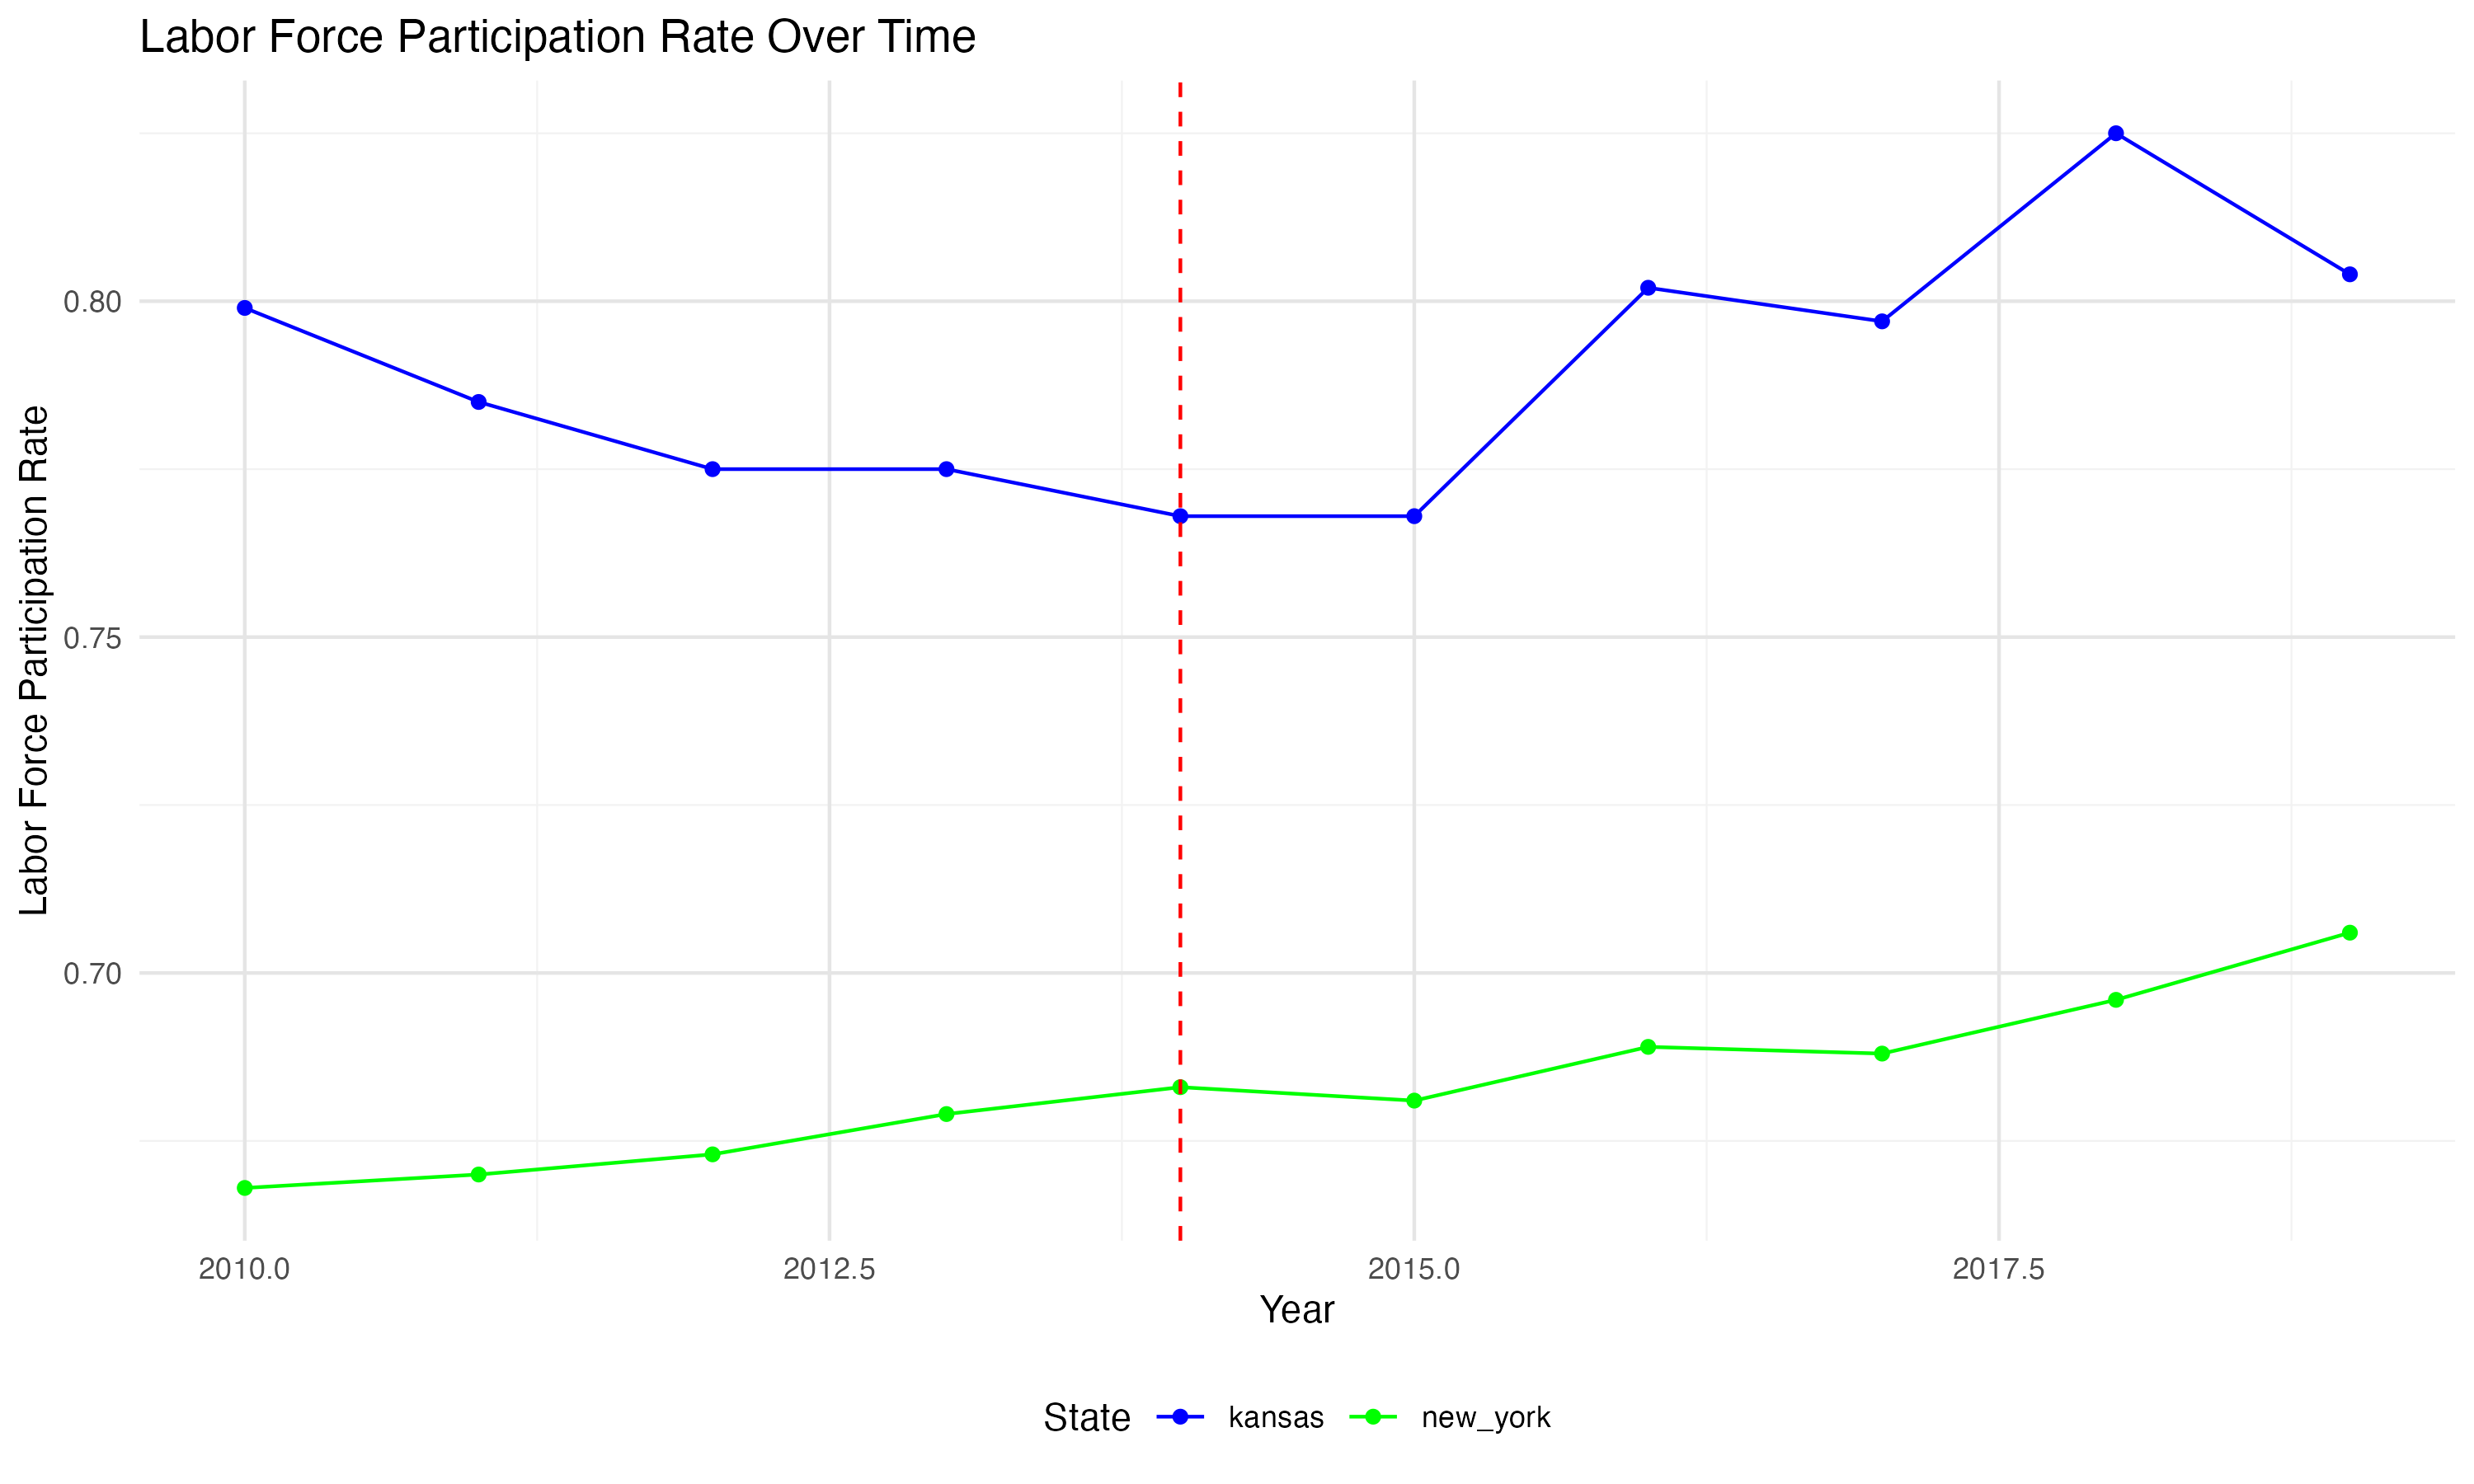 Labor Force Participation Rate Over Time
Labor Force Participation Rate
0.80
0.75
0.70
2010.0 2012.5 2015.0 2017.5
Year
State kansas new_york